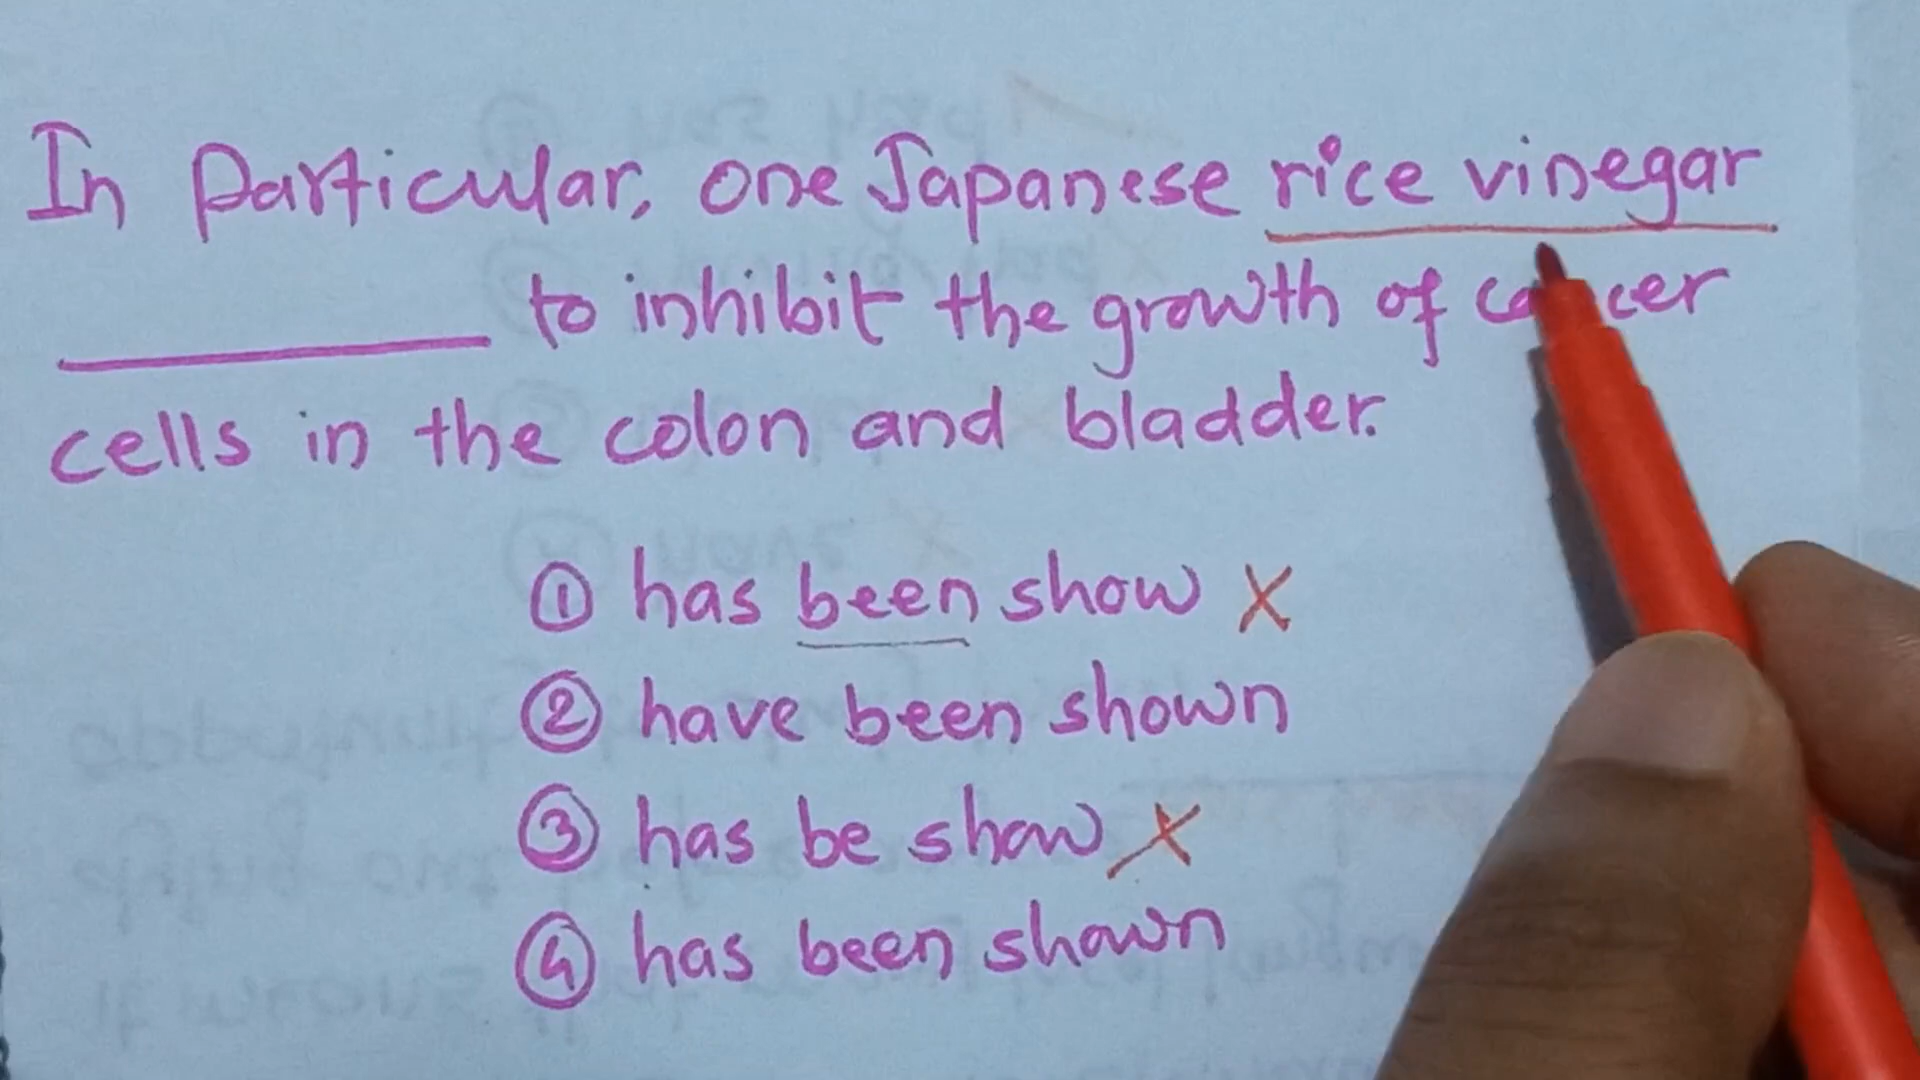 In Particular, one Japanese rice vinegar
________ to inhibit the growth of cancer
cells in the colon and bladder.
① has been show X
② have been shown
③ has be show X
④ has been shown